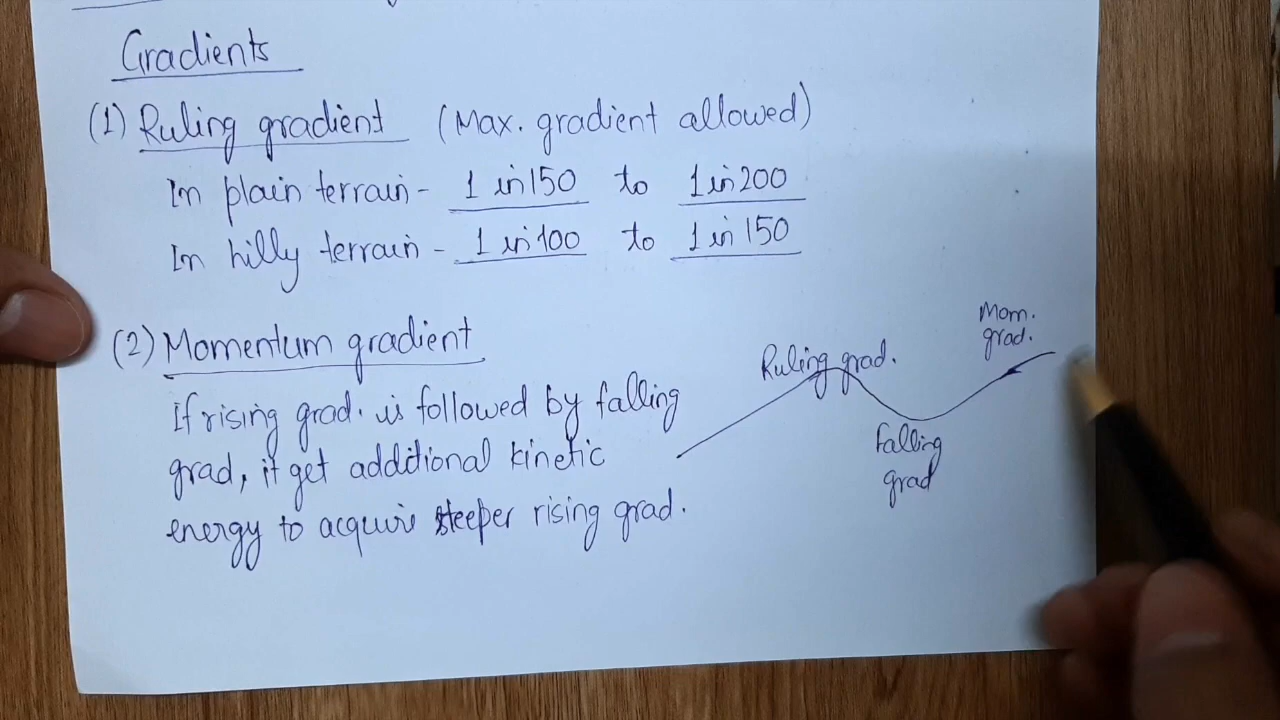 Gradients
(1) Ruling gradient (Max. gradient allowed)
In plain terrain - 1 in 150 to 1 in 200
In hilly terrain - 1 in 100 to 1 in 150
(2) Momentum gradient
If rising grad. is followed by falling
grad, it get additional kinetic
energy to acquire steeper rising grad.
Ruling grad.
Falling
grad
Mom.
grad.